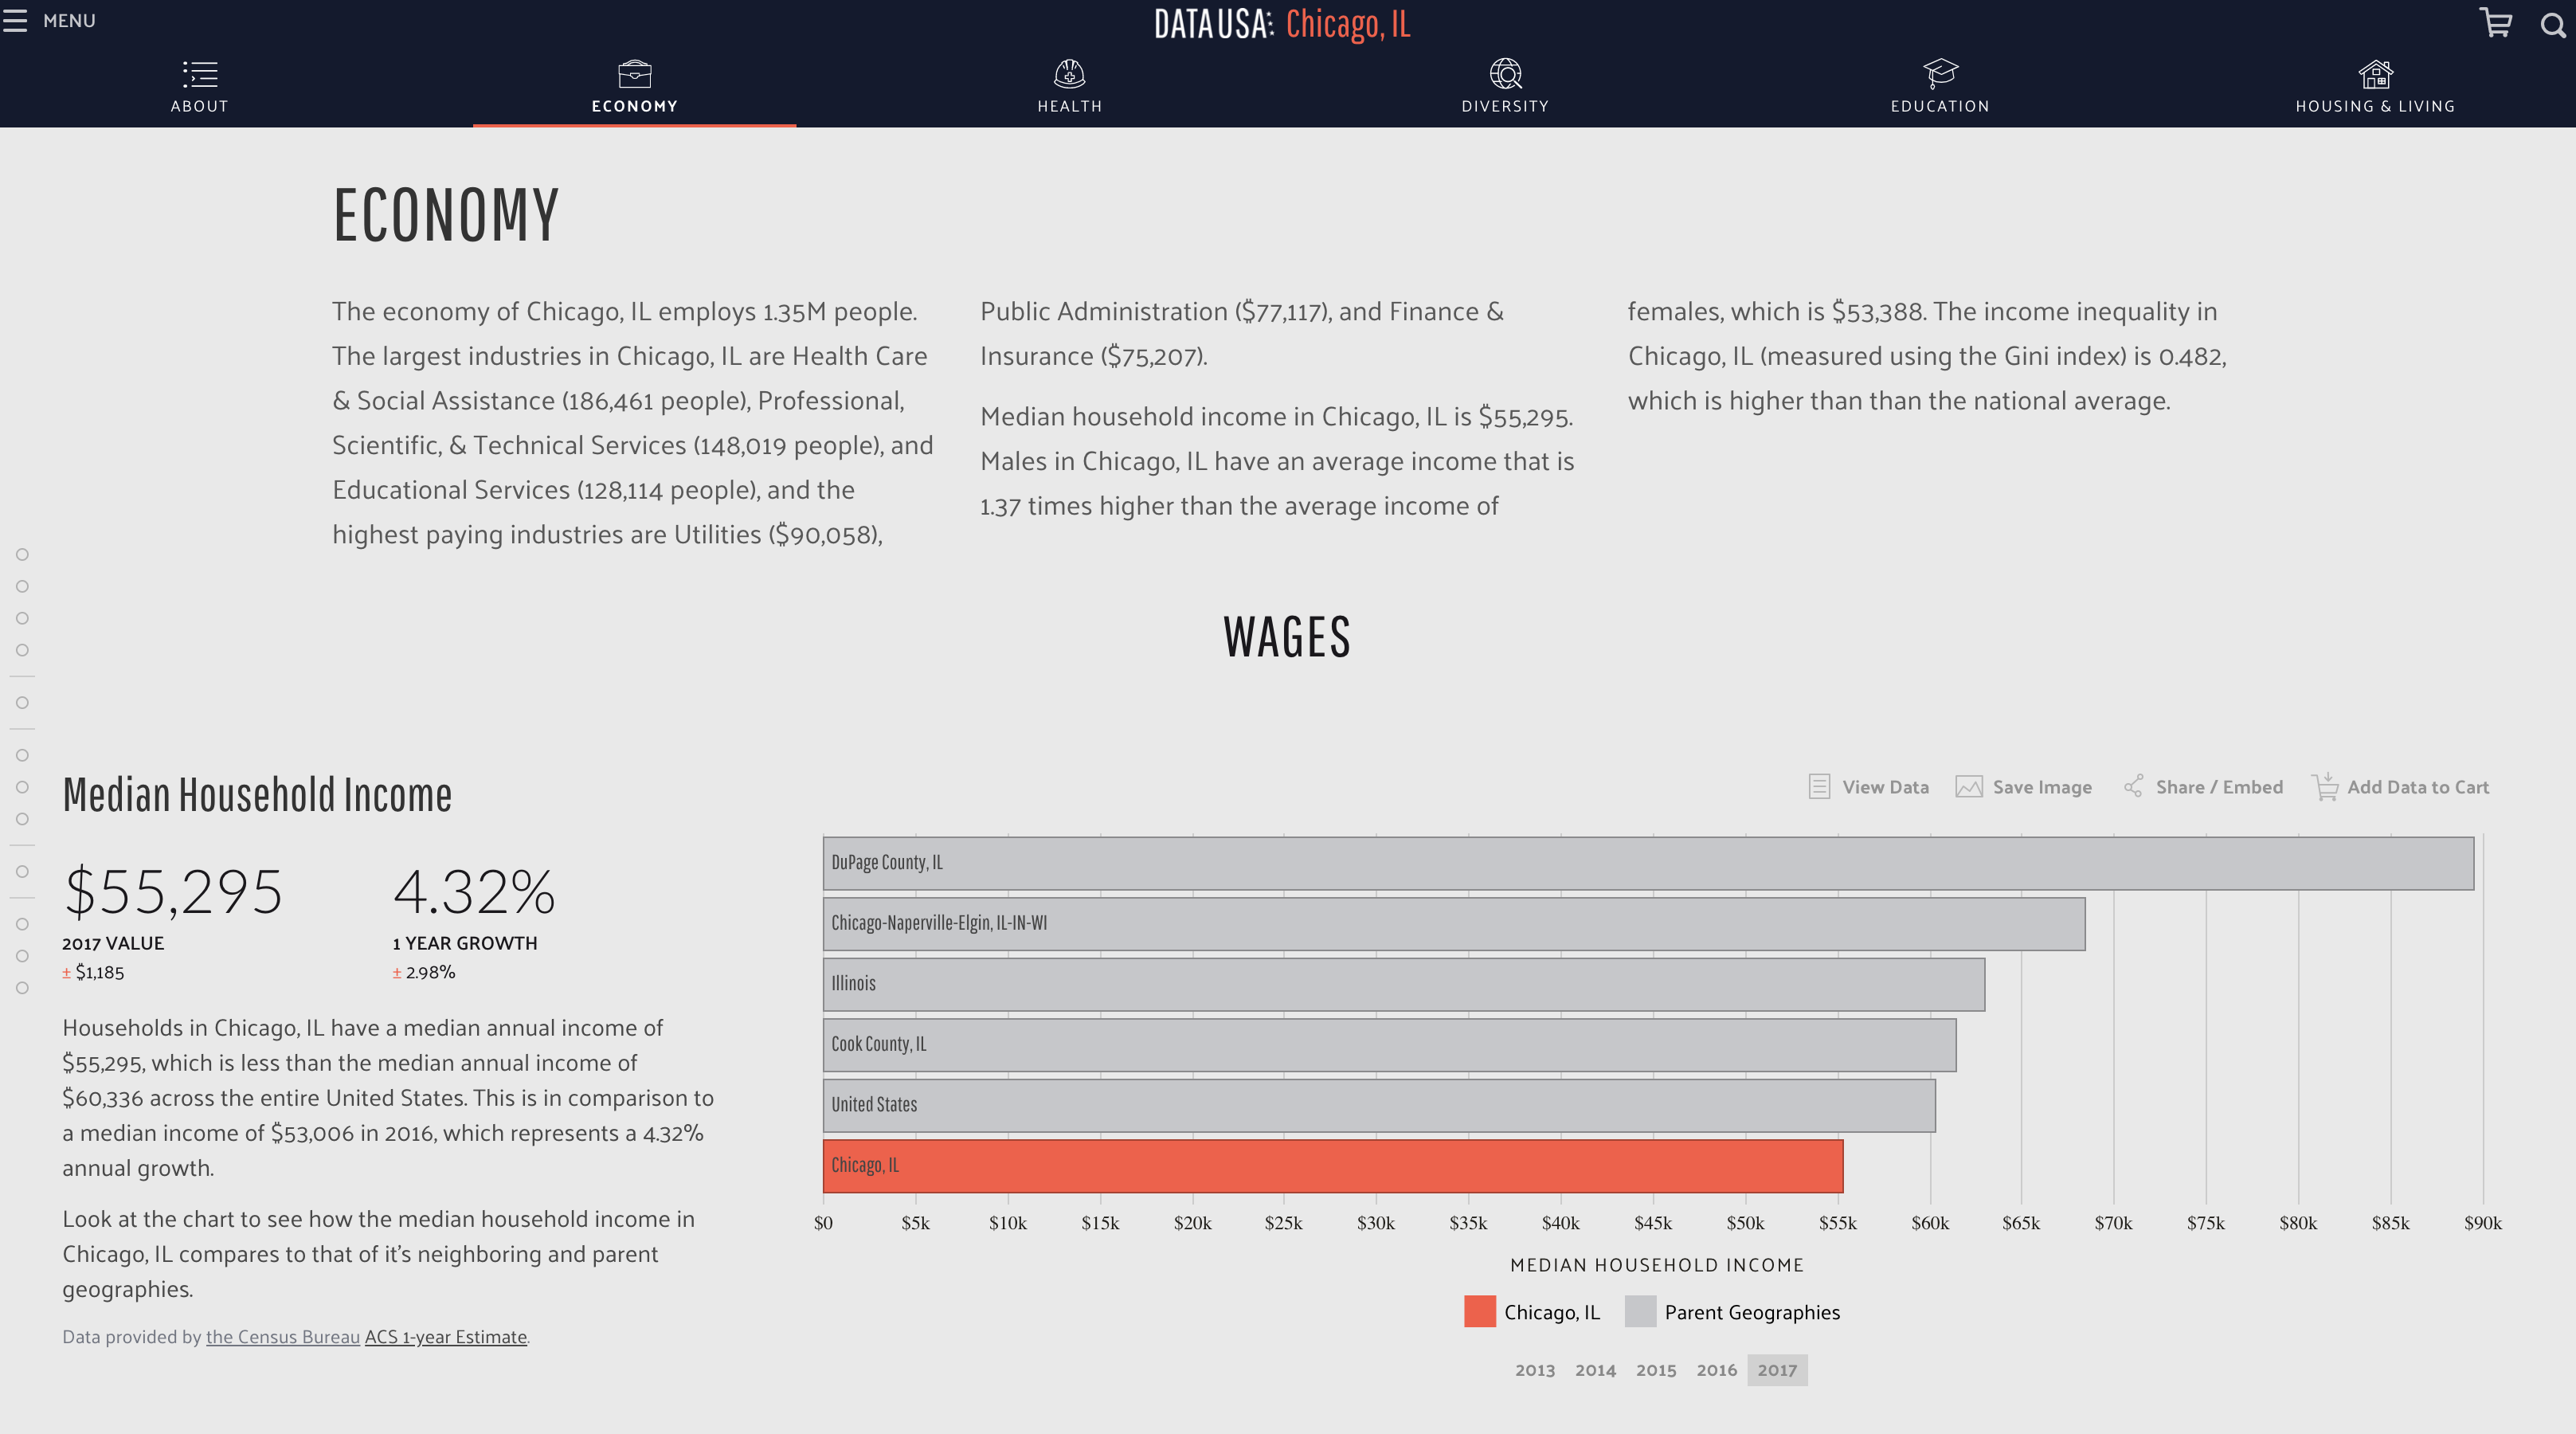 MENU
DATAUSA: Chicago, IL
ABOUT
ECONOMY
HEALTH
DIVERSITY
EDUCATION
HOUSING & LIVING
ECONOMY
The economy of Chicago, IL employs 1.35M people.
The largest industries in Chicago, IL are Health Care
& Social Assistance (186,461 people), Professional,
Scientific, & Technical Services (148,019 people), and
Educational Services (128,114 people), and the
highest paying industries are Utilities ($90,058),
Public Administration ($77,117), and Finance &
Insurance ($75,207).
Median household income in Chicago, IL is $55,295.
Males in Chicago, IL have an average income that is
1.37 times higher than the average income of
females, which is $53,388. The income inequality in
Chicago, IL (measured using the Gini index) is 0.482,
which is higher than than the national average.
WAGES
Median Household Income
$55,295
2017 VALUE
± $1,185
4.32%
1 YEAR GROWTH
± 2.98%
Households in Chicago, IL have a median annual income of
$55,295, which is less than the median annual income of
$60,336 across the entire United States. This is in comparison to
a median income of $53,006 in 2016, which represents a 4.32%
annual growth.
Look at the chart to see how the median household income in
Chicago, IL compares to that of it's neighboring and parent
geographies.
Data provided by the Census Bureau ACS 1-year Estimate.
View Data
Save Image
Share / Embed
Add Data to Cart
DuPage County, IL
Chicago-Naperville-Elgin, IL-IN-WI
Illinois
Cook County, IL
United States
Chicago, IL
$0 $5k $10k $15k $20k $25k $30k $35k $40k $45k $50k $55k $60k $65k $70k $75k $80k $85k $90k
MEDIAN HOUSEHOLD INCOME
Chicago, IL Parent Geographies
2013 2014 2015 2016 2017